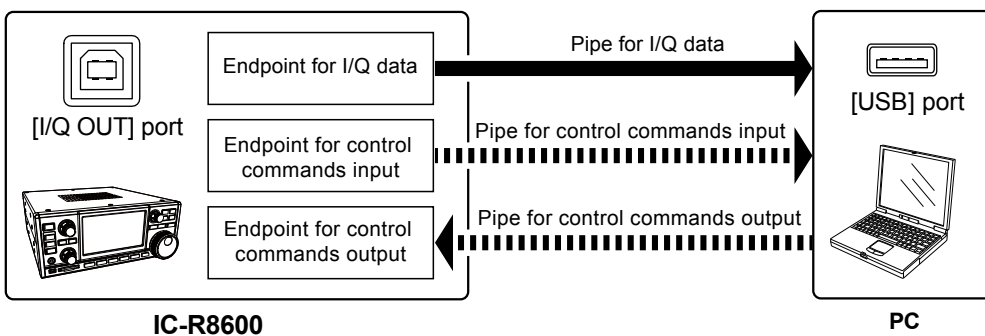 [I/Q OUT] port
Endpoint for I/Q data
Pipe for I/Q data
[USB] port
Endpoint for control
commands input
Pipe for control commands input
Endpoint for control
commands output
Pipe for control commands output
IC-R8600
PC